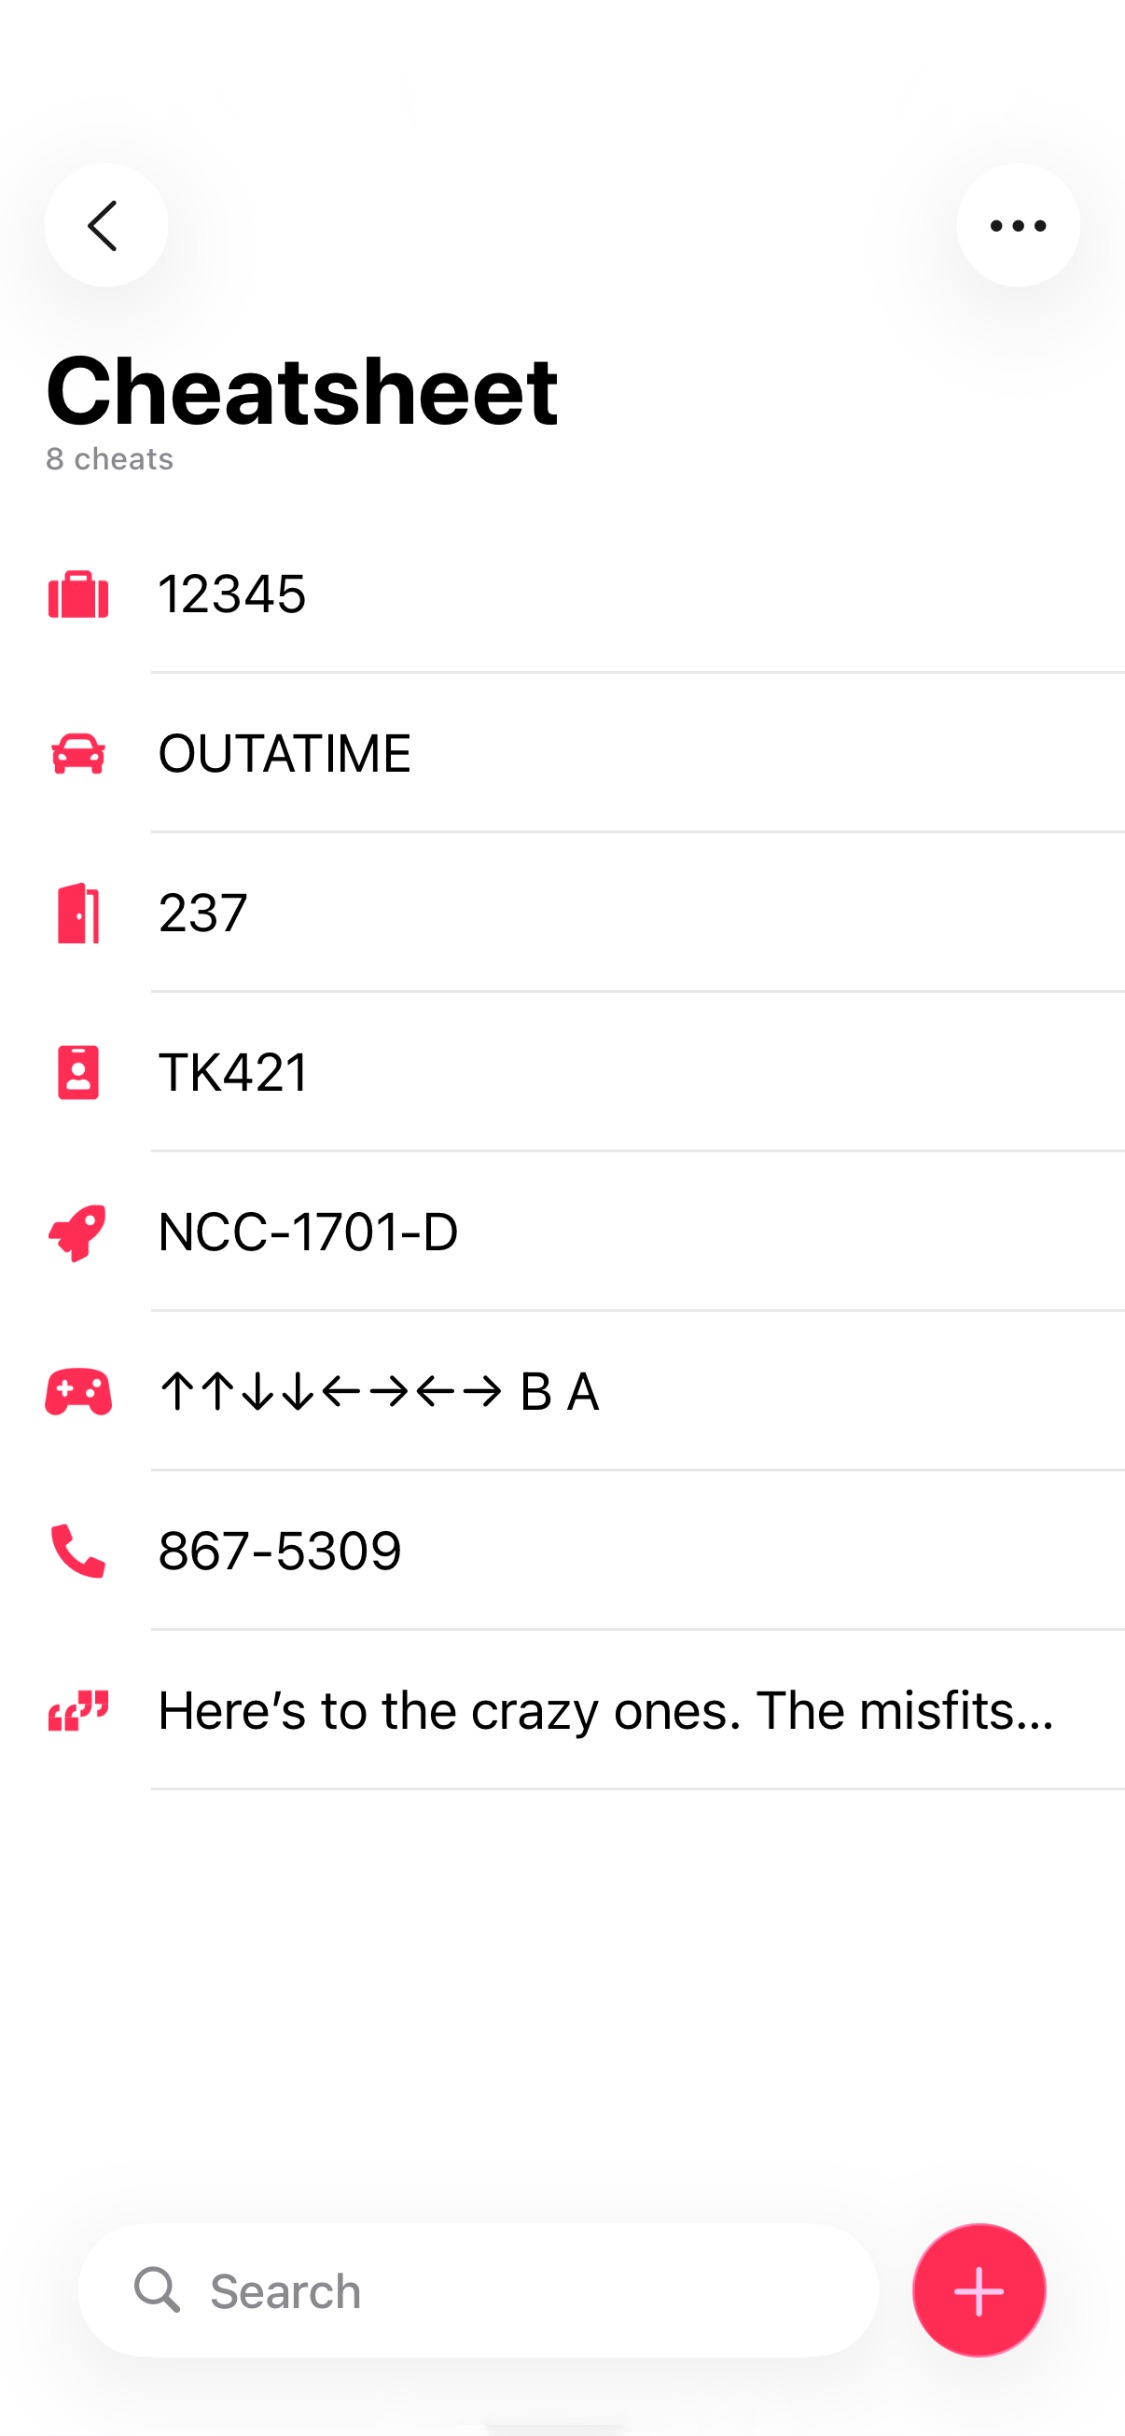 Cheatsheet
8 cheats
12345
OUTATIME
237
TK421
NCC-1701-D
↑↑↓↓←→←→ B A
867-5309
Here’s to the crazy ones. The misfits...
Search